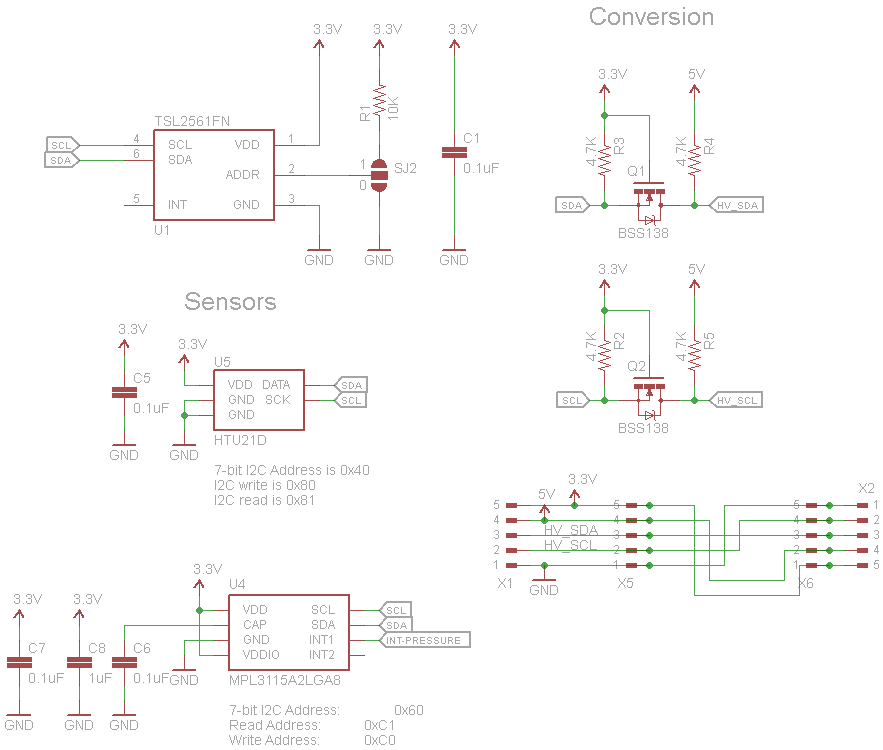 Conversion
3.3V 3.3V 3.3V
TSL2561FN
SCL 4 SCL VDD 1
SDA 6 SDA
ADDR 2
5 INT GND 3
U1
R1 10K
1 SJ2
0
C1
0.1uF
GND GND GND
3.3V 5V
4.7K R3 4.7K R4
Q1
SDA HV_SDA
BSS138
3.3V 5V
4.7K R2 4.7K R5
Q2
SCL HV_SCL
BSS138
Sensors
3.3V 3.3V
C5
0.1uF
GND GND
U5
VDD DATA SDA
GND SCK SCL
GND
HTU21D
7-bit I2C Address is 0x40
I2C write is 0x80
I2C read is 0x81
3.3V
5V
X2
5 5 5 1
4 4 4 2
3 HV_SDA 3 3 3
2 HV_SCL 2 2 4
1 1 1 5
X1 GND X5 X6
3.3V 3.3V 3.3V
U4
VDD SCL SCL
CAP SDA SDA
GND INT1 INT-PRESSURE
VDDIO INT2
MPL3115A2LGA8
C7 C8 C6
0.1uF 1uF 0.1uF GND
GND GND GND
7-bit I2C Address: 0x60
Read Address: 0xC1
Write Address: 0xC0